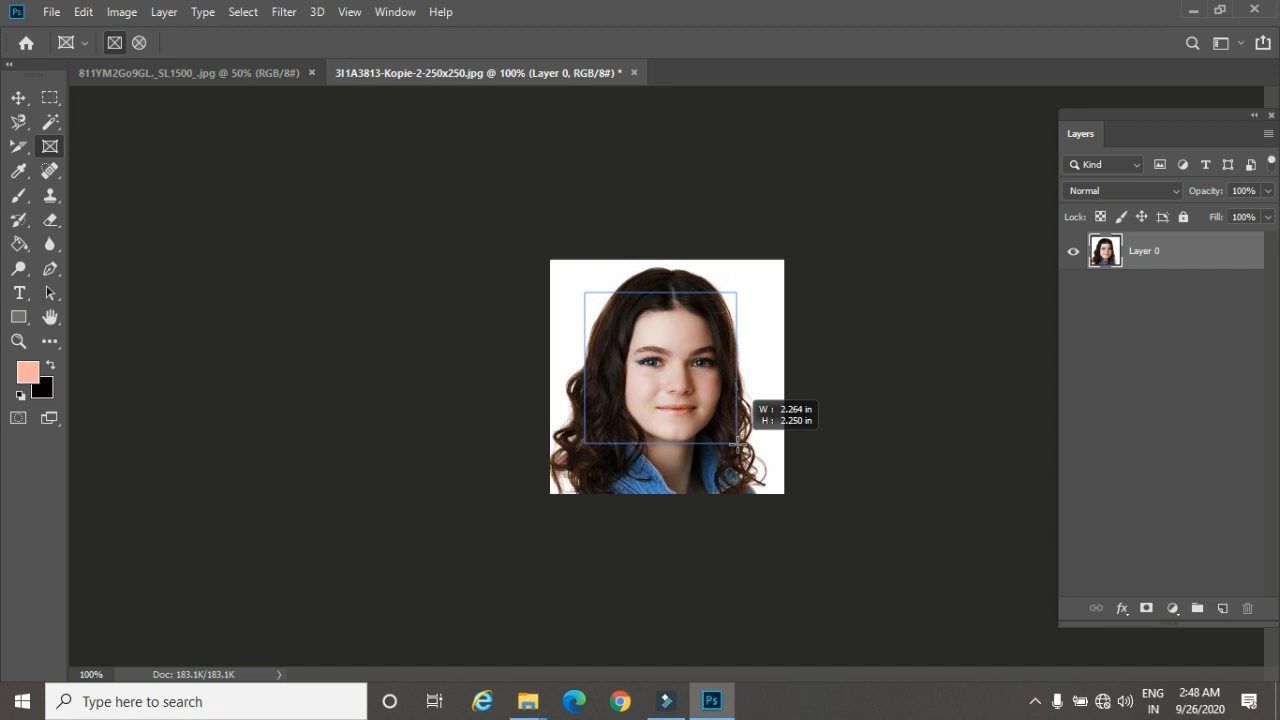 Ps File Edit Image Layer Type Select Filter 3D View Window Help
811YM2Go9GL._SL1500_.jpg @ 50% (RGB/8#) × 3I1A3813-Kopie-2-250x250.jpg @ 100% (Layer 0, RGB/8#) * ×
Layers
Kind
Normal Opacity: 100%
Lock: Fill: 100%
Layer 0
W : 2.264 in
H : 2.250 in
fx
100% Doc: 183.1K/183.1K
Type here to search
Ps
ENG
IN
2:48 AM
9/26/2020